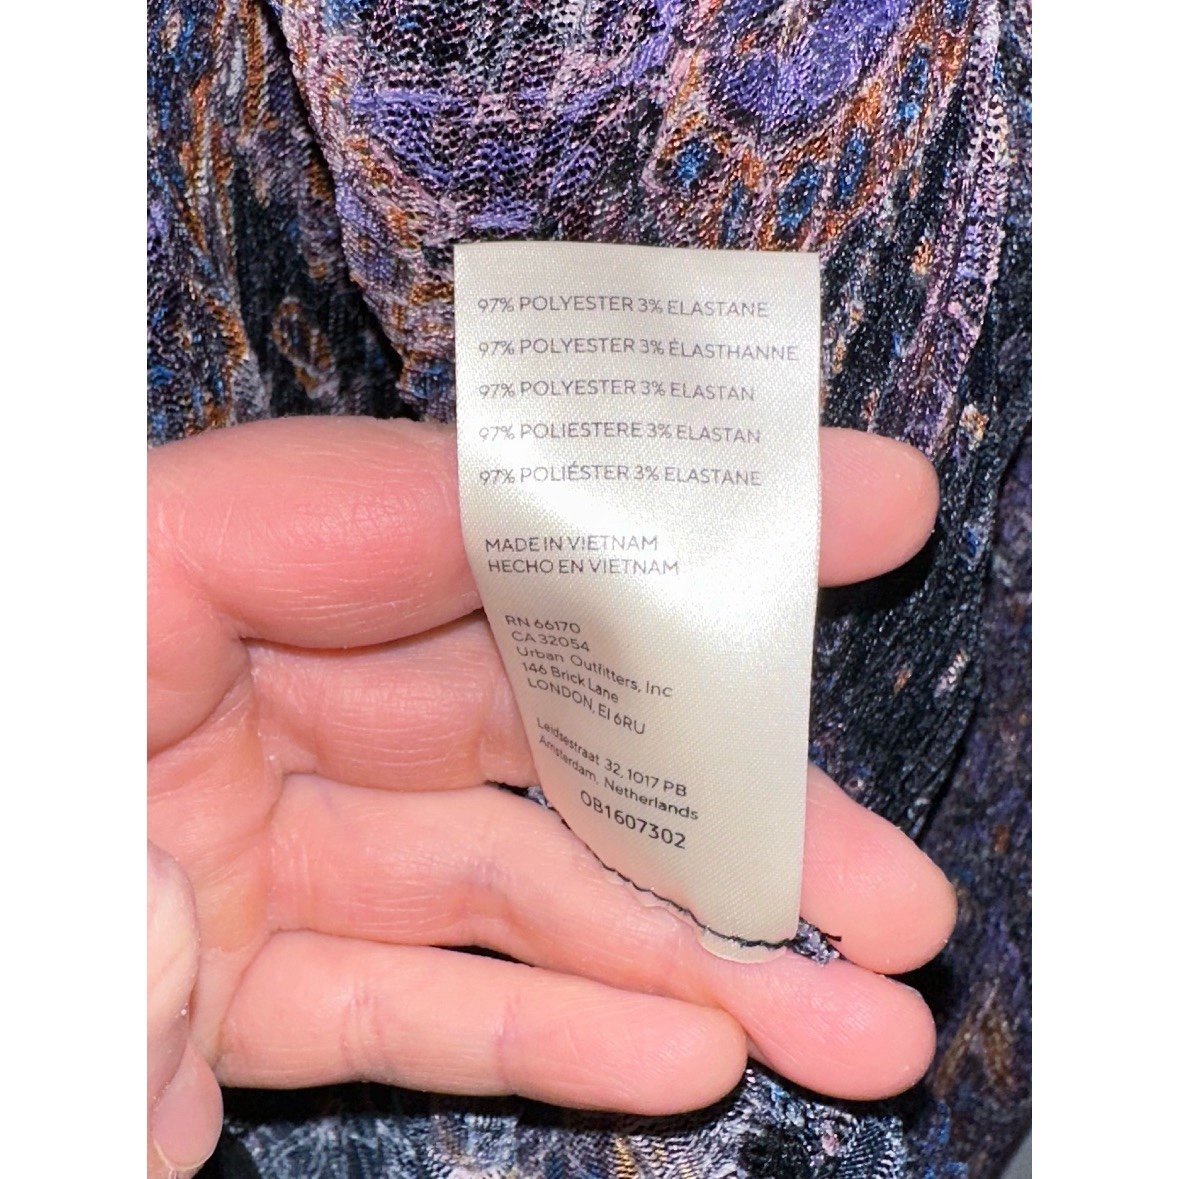 97% POLYESTER 3% ELASTANE
97% POLYESTER 3% ÉLASTHANNE
97% POLYESTER 3% ELASTAN
97% POLIESTERE 3% ELASTAN
97% POLIÉSTER 3% ELASTANE
MADE IN VIETNAM
HECHO EN VIETNAM
RN 66170
CA 32054
Urban Outfitters, Inc
146 Brick Lane
LONDON, E1 6RU
Leidsestraat 32, 1017 PB
Amsterdam, Netherlands
OB1607302